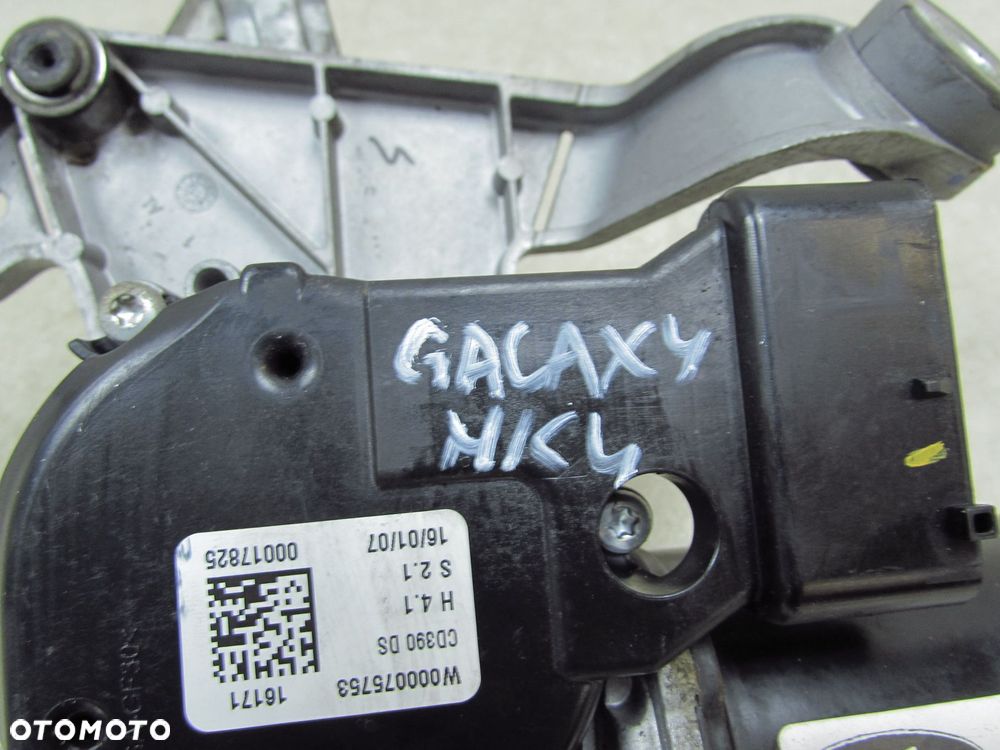 GALAXY
MK4
W000075753
16171
CD390 DS
H 4.1
S 2.1
16/01/07
00017825
OTOMOTO